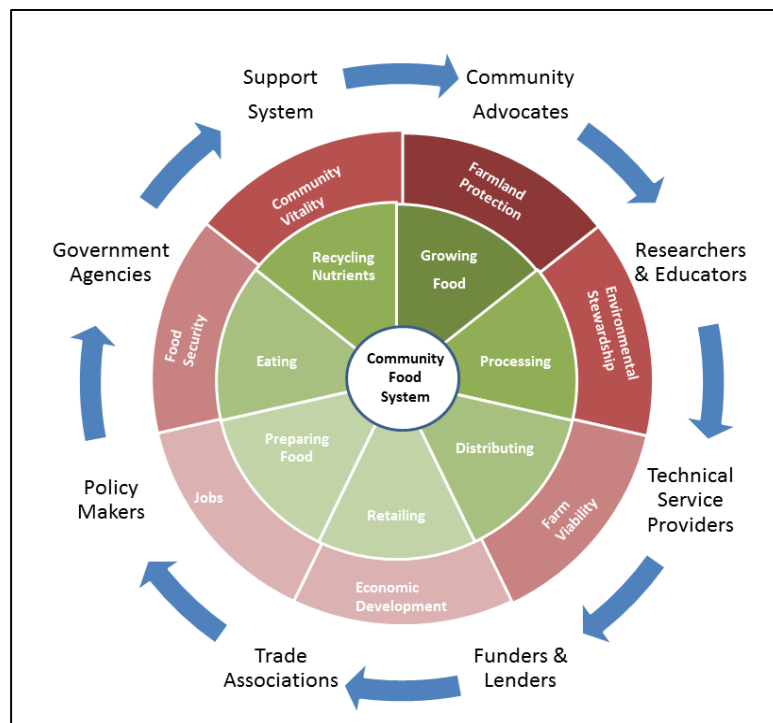 Support
System
Community
Advocates
Researchers
& Educators
Technical
Service
Providers
Funders &
Lenders
Trade
Associations
Policy
Makers
Government
Agencies
Community
Vitality
Farmland
Protection
Environmental
Stewardship
Farm
Viability
Economic
Development
Jobs
Food
Security
Recycling
Nutrients
Growing
Food
Processing
Distributing
Retailing
Preparing
Food
Eating
Community
Food
System